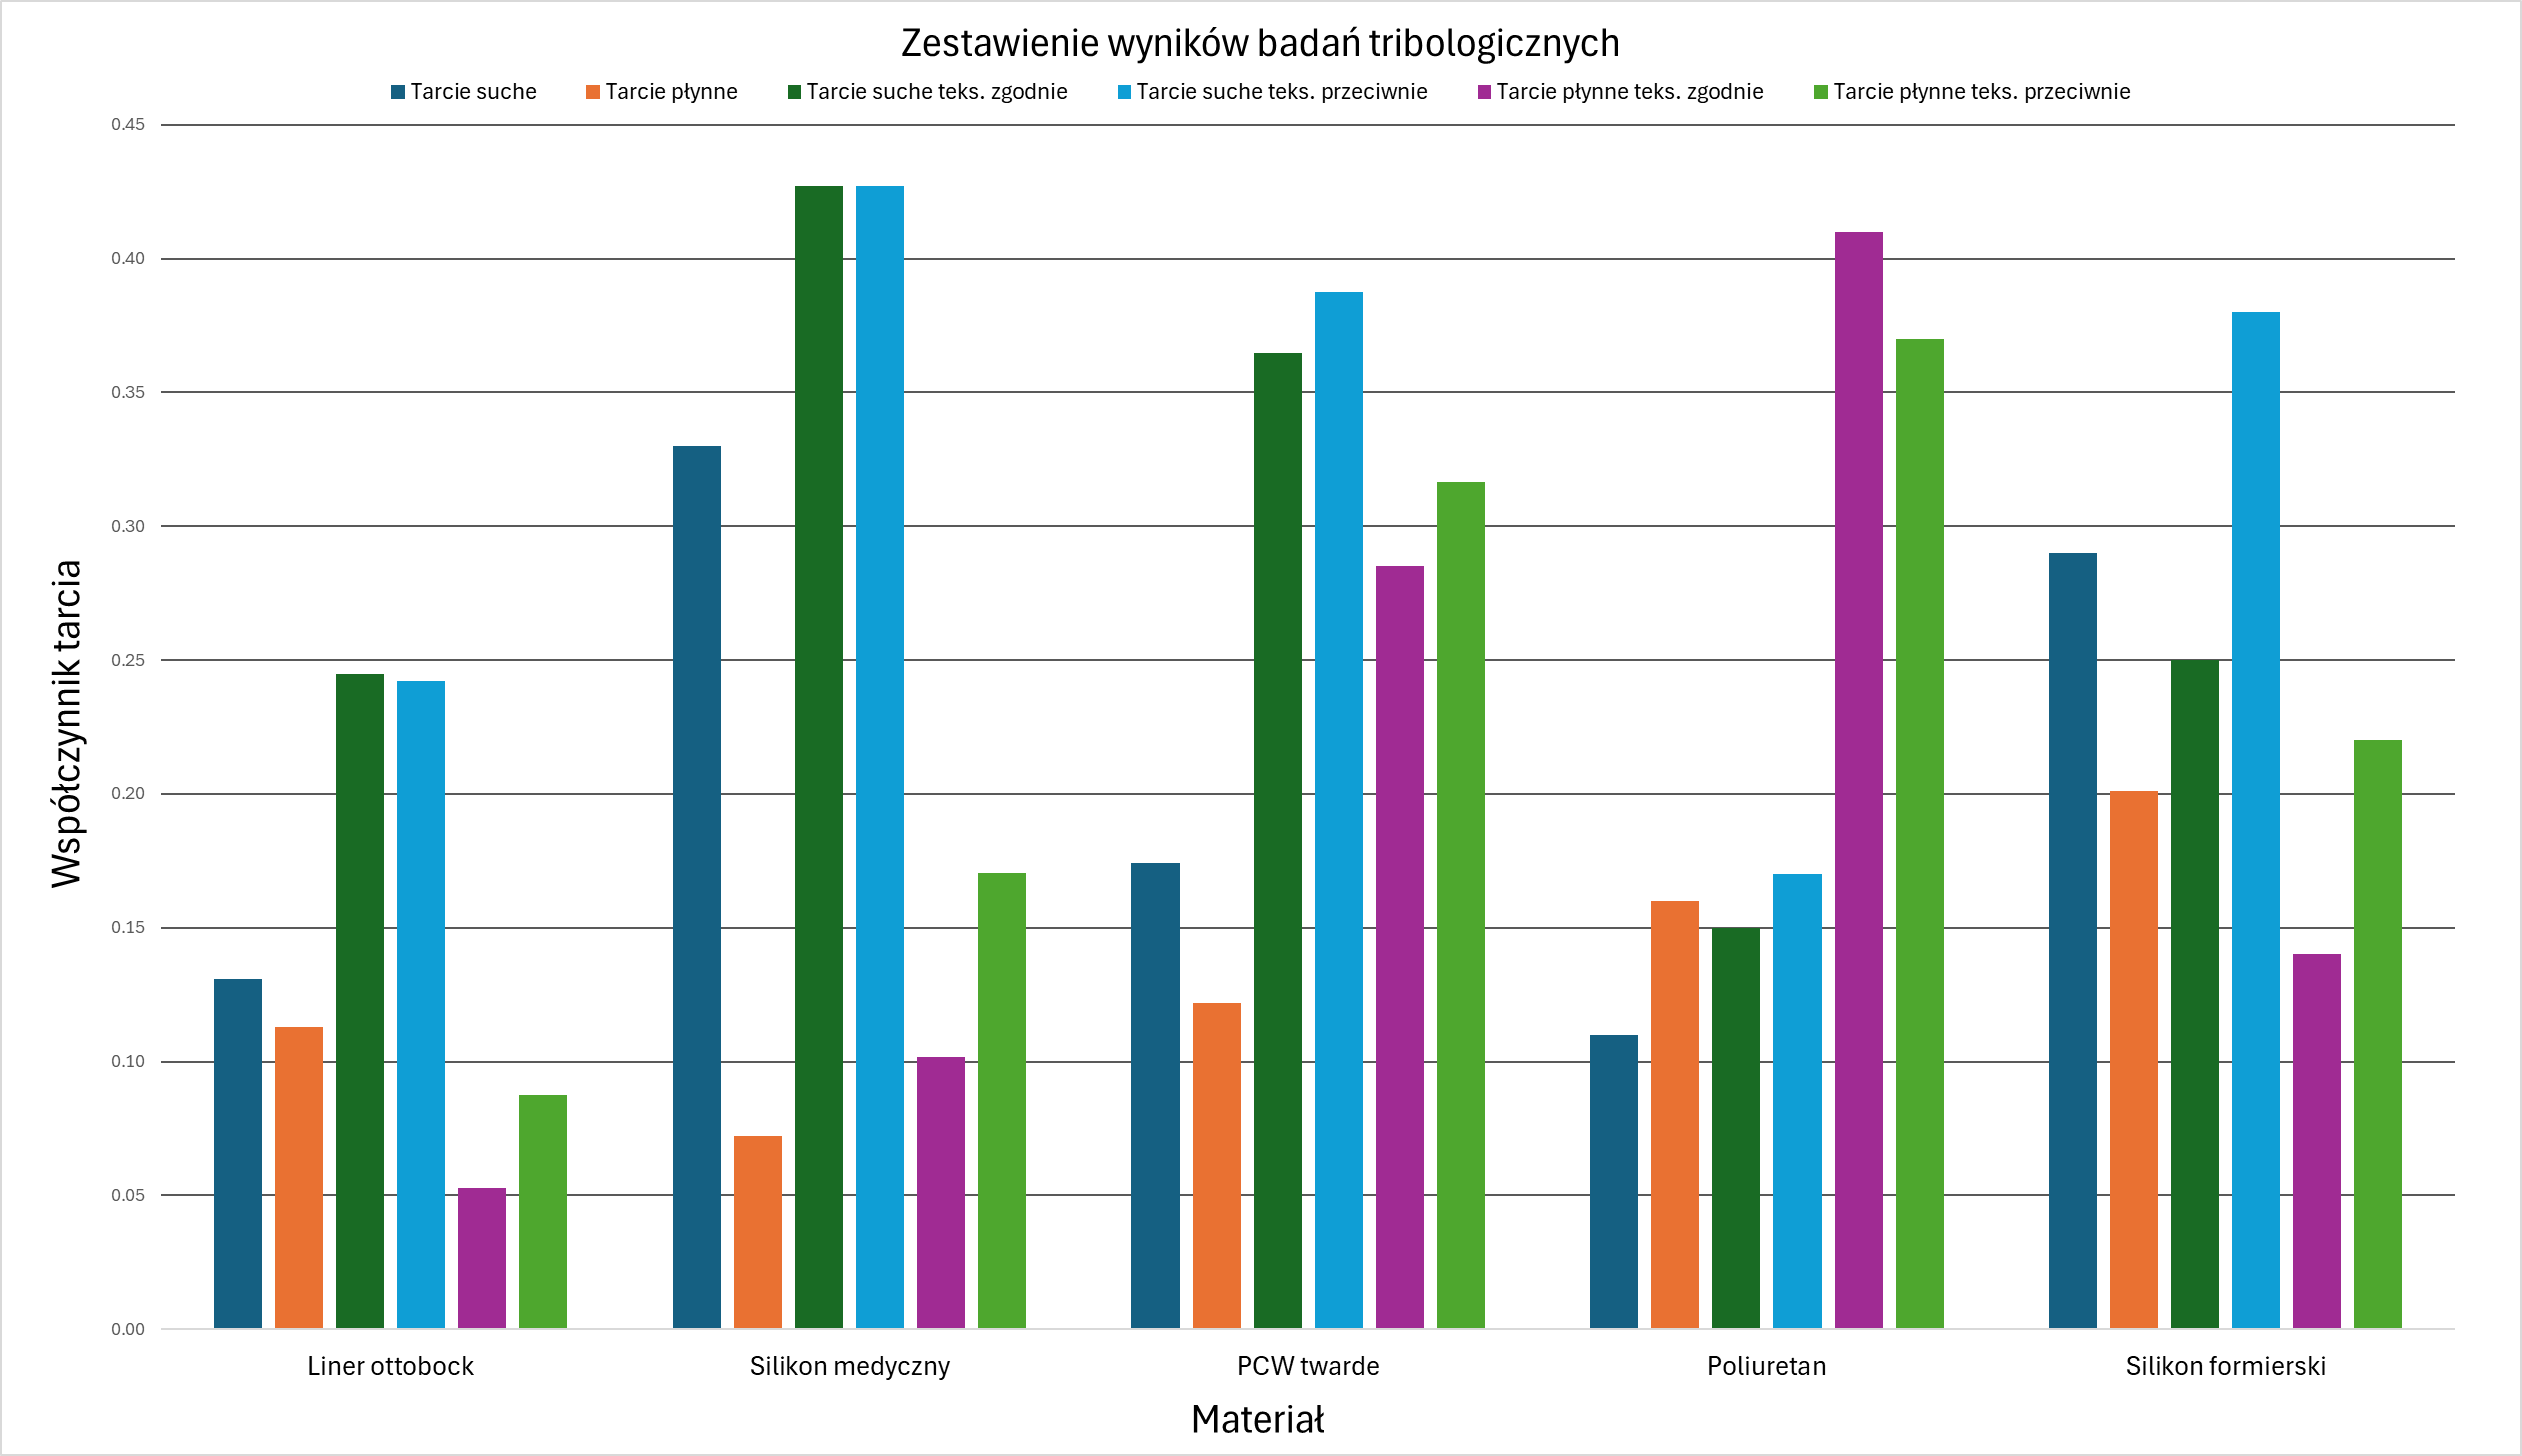 Zestawienie wyników badań tribologicznych
Tarcie suche Tarcie płynne Tarcie suche teks. zgodnie Tarcie suche teks. przeciwnie Tarcie płynne teks. zgodnie Tarcie płynne teks. przeciwnie
0.45
0.40
0.35
0.30
0.25
0.20
0.15
0.10
0.05
0.00
Współczynnik tarcia
Liner ottobock Silikon medyczny PCW twarde Poliuretan Silikon formierski
Materiał